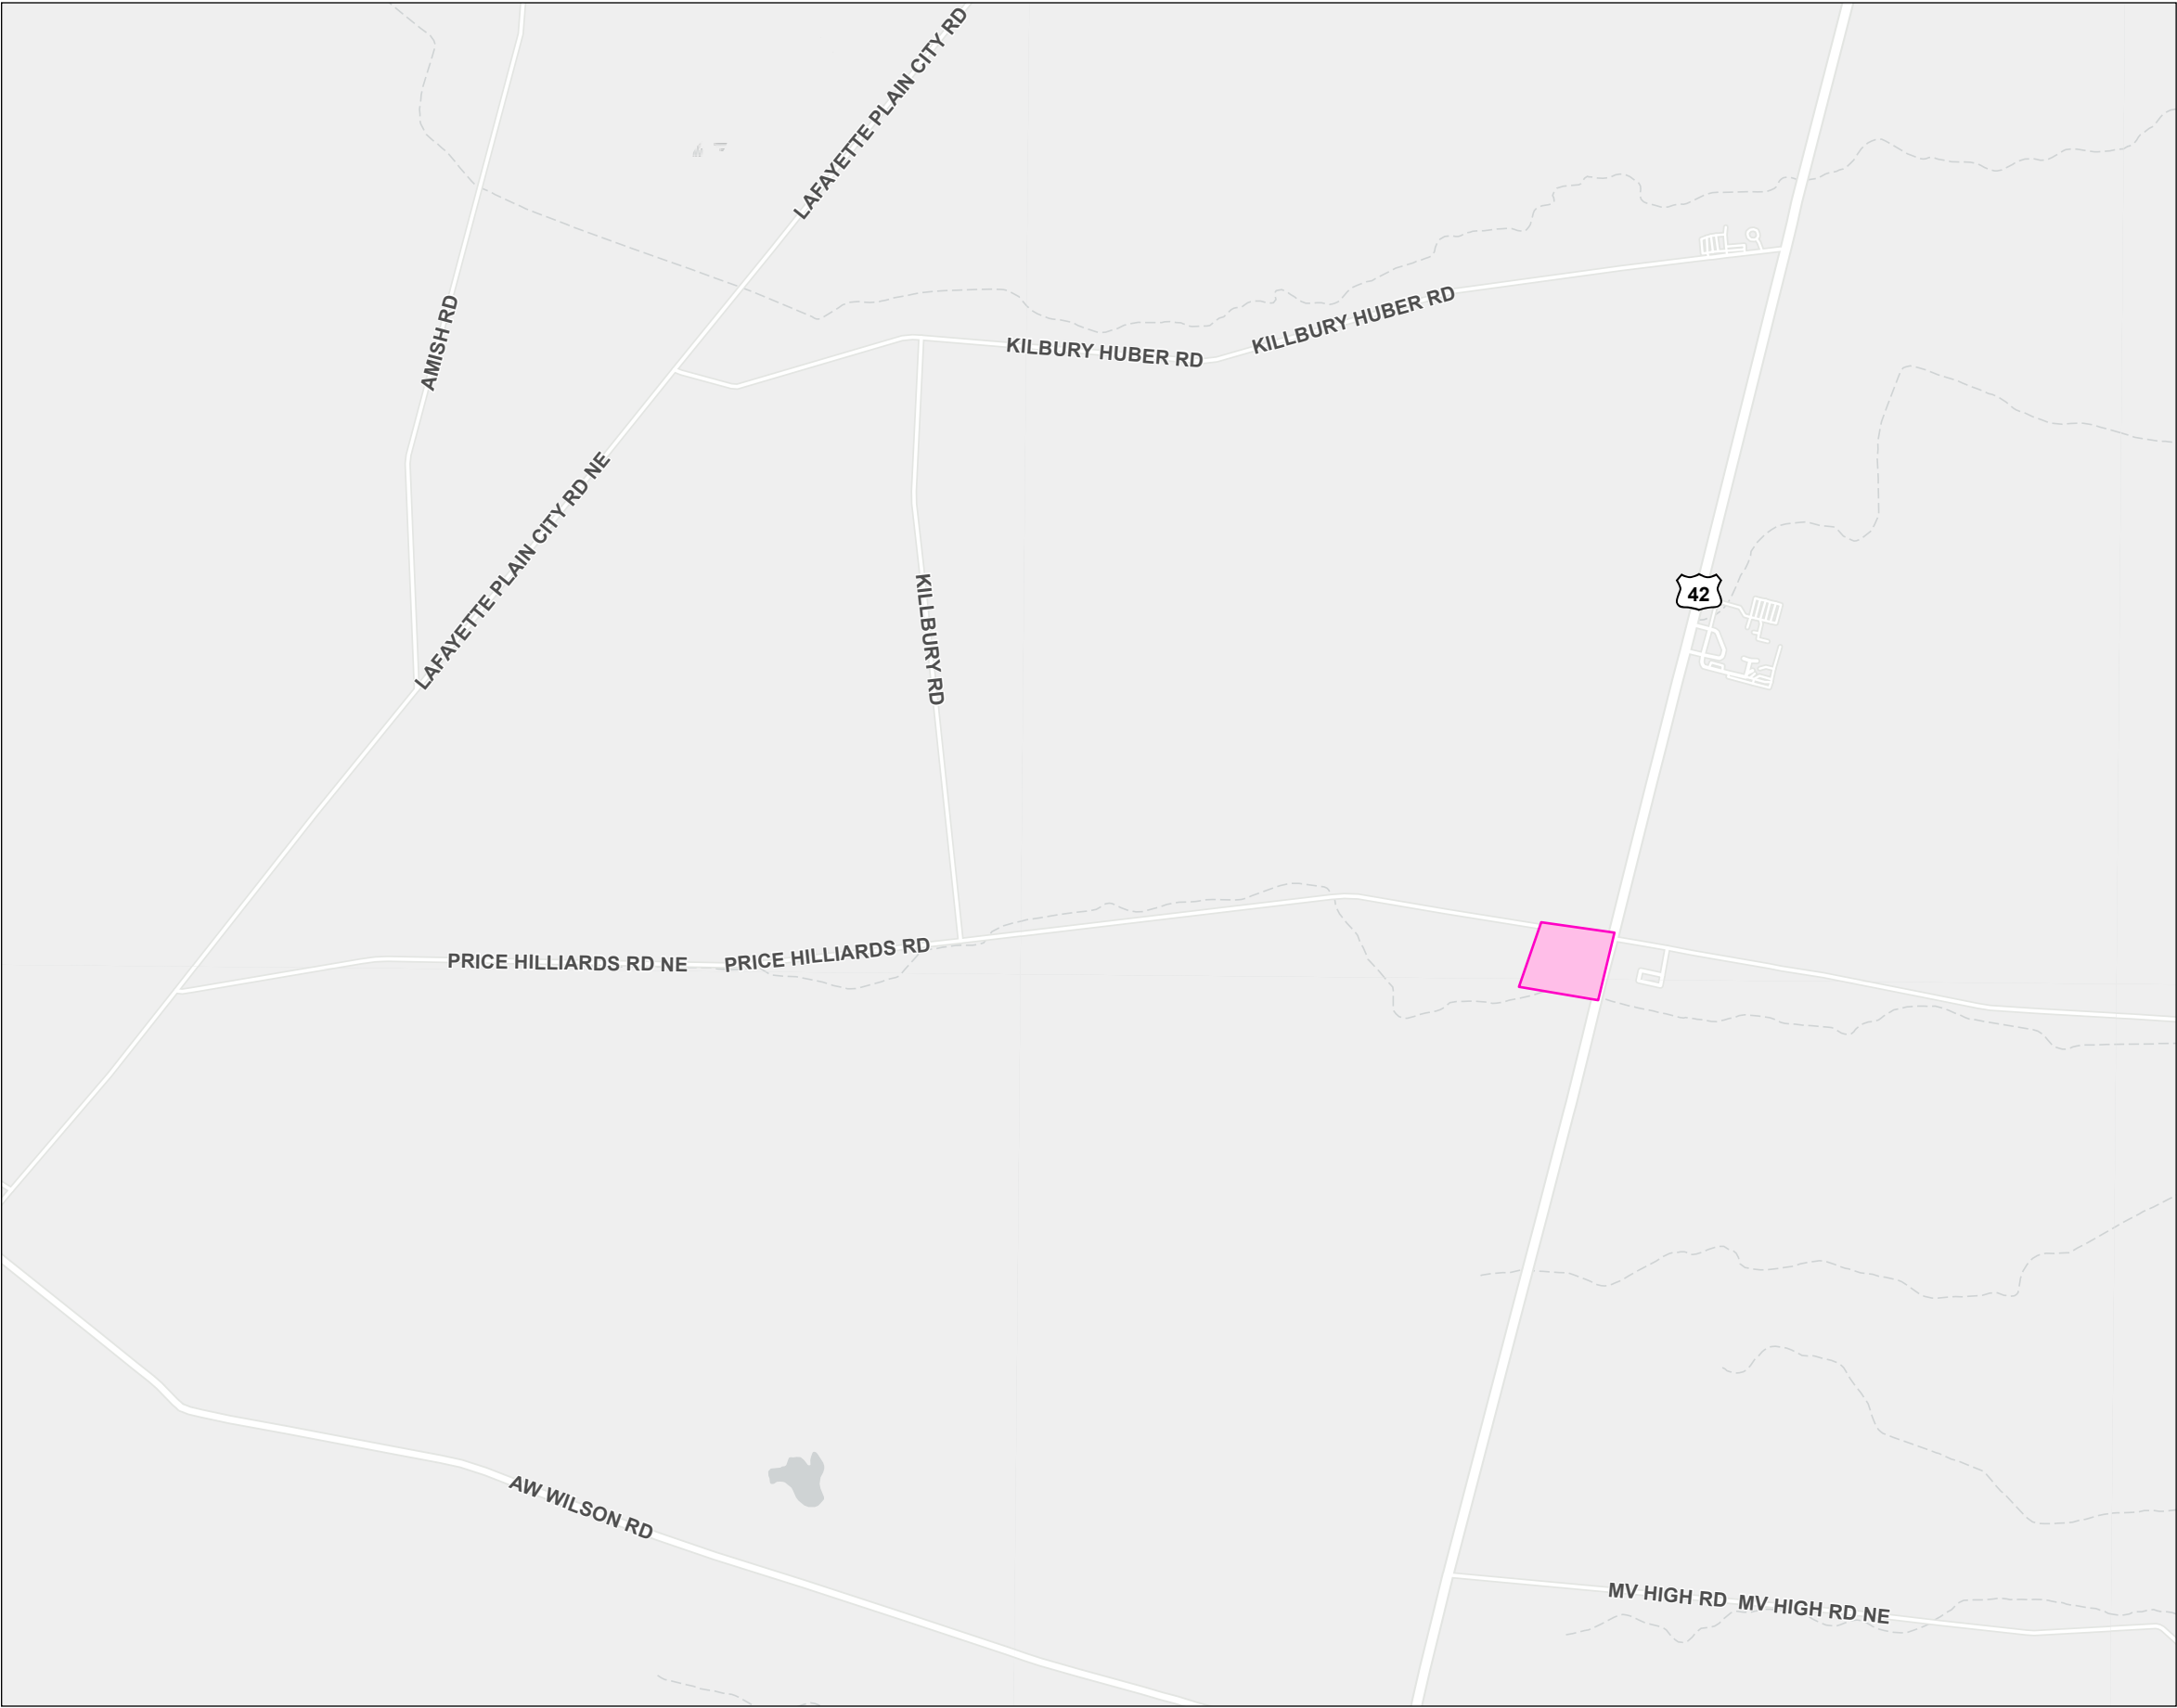 LAFAYETTE PLAIN CITY RD
AMISH RD
KILBURY HUBER RD
KILLBURY HUBER RD
LAFAYETTE PLAIN CITY RD NE
KILLBURY RD
42
PRICE HILLIARDS RD NE
PRICE HILLIARDS RD
AW WILSON RD
MV HIGH RD
MV HIGH RD NE